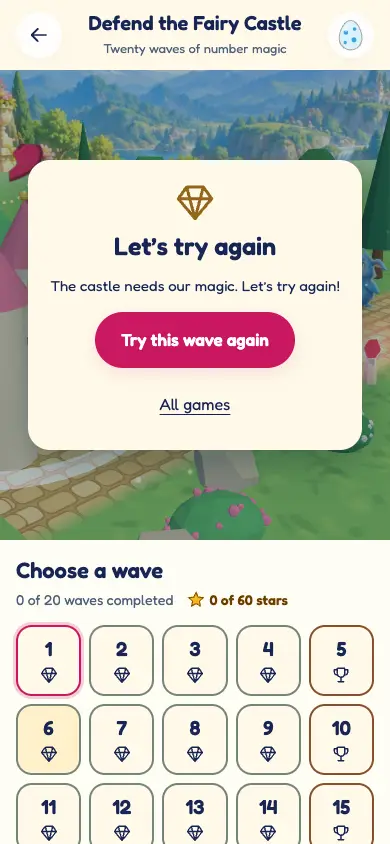 Defend the Fairy Castle
Twenty waves of number magic
Let's try again
The castle needs our magic. Let's try again!
Try this wave again
All games
Choose a wave
0 of 20 waves completed 0 of 60 stars
1 2 3 4 5
6 7 8 9 10
11 12 13 14 15